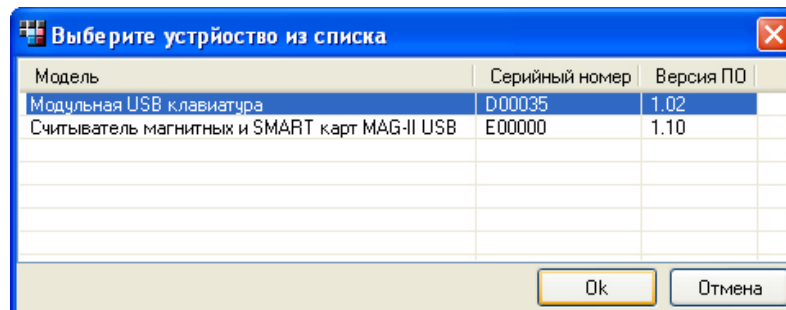 Выберите устрйоство из списка
Модель Серийный номер Версия ПО
Модульная USB клавиатура D00035 1.02
Считыватель магнитных и SMART карт MAG-II USB E00000 1.10
Ok Отмена